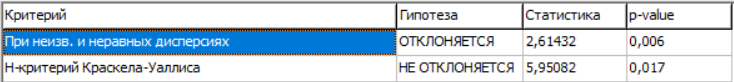 Критерий Гипотеза Статистика p-value
При неизв. и неравных дисперсиях ОТКЛОНЯЕТСЯ 2,61432 0,006
Н-критерий Краскела-Уаллиса НЕ ОТКЛОНЯЕТСЯ 5,95082 0,017